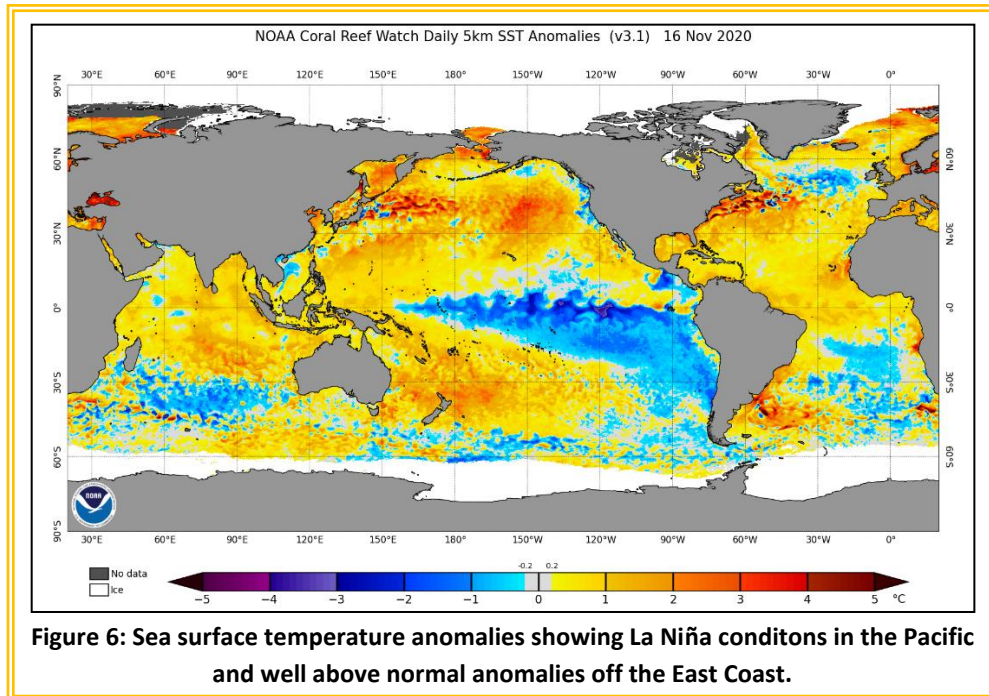 NOAA Coral Reef Watch Daily 5km SST Anomalies (v3.1) 16 Nov 2020
30°E 60°E 90°E 120°E 150°E 180° 150°W 120°W 90°W 60°W 30°W 0°
90°N 90°N
60°N 60°N
30°N 30°N
0° 0°
30°S 30°S
60°S 60°S
90°S 90°S
NOAA
30°E 60°E 90°E 120°E 150°E 180° 150°W 120°W 90°W 60°W 30°W 0°
No data
Ice
-0.2 0.2
−5 −4 −3 −2 −1 0 1 2 3 4 5 °C
Figure 6: Sea surface temperature anomalies showing La Niña conditons in the Pacific
and well above normal anomalies off the East Coast.